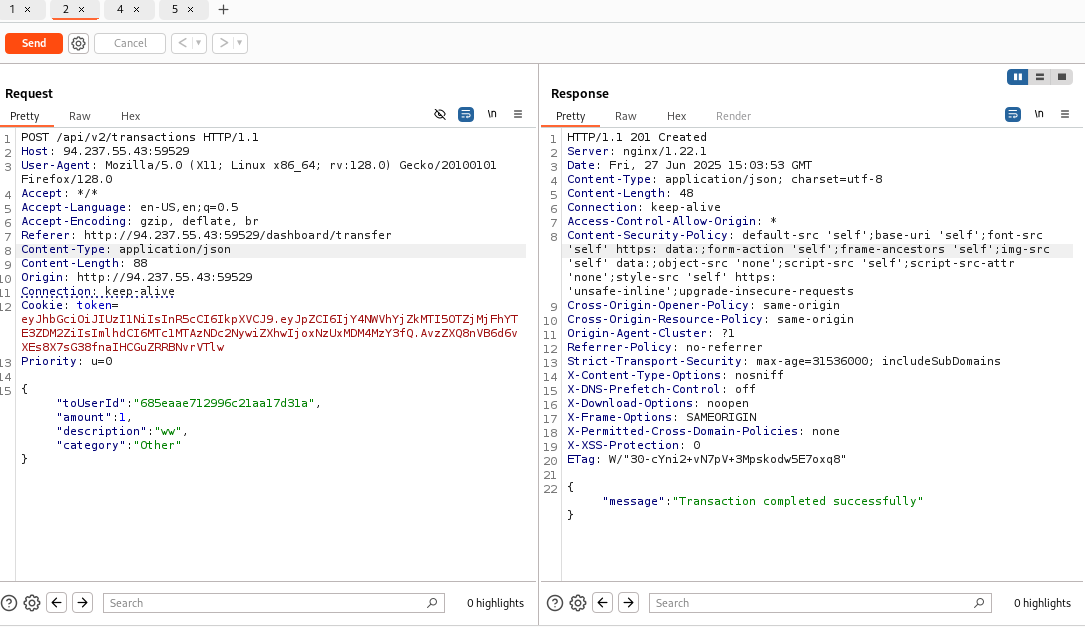 1 × 2 × 4 × 5 × +
Send Cancel < ▾ > ▾
Request
Pretty Raw Hex \n
1 POST /api/v2/transactions HTTP/1.1
2 Host: 94.237.55.43:59529
3 User-Agent: Mozilla/5.0 (X11; Linux x86_64; rv:128.0) Gecko/20100101
Firefox/128.0
4 Accept: */*
5 Accept-Language: en-US,en;q=0.5
6 Accept-Encoding: gzip, deflate, br
7 Referer: http://94.237.55.43:59529/dashboard/transfer
8 Content-Type: application/json
9 Content-Length: 88
10 Origin: http://94.237.55.43:59529
11 Connection: keep-alive
12 Cookie: token=
eyJhbGciOiJIUzI1NiIsInR5cCI6IkpXVCJ9.eyJpZCI6IjY4NWVhYjZkMTI5OTZjMjFhYT
E3ZDM2ZiIsImlhdCI6MTc1MTAzNDc2NywiZXhwIjoxNzUxMDM4MzY3fQ.AvzZXQ8nVB6d6v
XEs8X7sG38fnaIHCGuZRRBNvrVTlw
13 Priority: u=0
14
15 {
"toUserId":"685eaae712996c21aa17d31a",
"amount":1,
"description":"ww",
"category":"Other"
}
Search 0 highlights
Response
Pretty Raw Hex Render \n
1 HTTP/1.1 201 Created
2 Server: nginx/1.22.1
3 Date: Fri, 27 Jun 2025 15:03:53 GMT
4 Content-Type: application/json; charset=utf-8
5 Content-Length: 48
6 Connection: keep-alive
7 Access-Control-Allow-Origin: *
8 Content-Security-Policy: default-src 'self';base-uri 'self';font-src
'self' https: data:;form-action 'self';frame-ancestors 'self';img-src
'self' data:;object-src 'none';script-src 'self';script-src-attr
'none';style-src 'self' https:
'unsafe-inline';upgrade-insecure-requests
9 Cross-Origin-Opener-Policy: same-origin
10 Cross-Origin-Resource-Policy: same-origin
11 Origin-Agent-Cluster: ?1
12 Referrer-Policy: no-referrer
13 Strict-Transport-Security: max-age=31536000; includeSubDomains
14 X-Content-Type-Options: nosniff
15 X-DNS-Prefetch-Control: off
16 X-Download-Options: noopen
17 X-Frame-Options: SAMEORIGIN
18 X-Permitted-Cross-Domain-Policies: none
19 X-XSS-Protection: 0
20 ETag: W/"30-cYni2+vN7pV+3Mpskodw5E7oxq8"
21
22 {
"message":"Transaction completed successfully"
}
Search 0 highlights